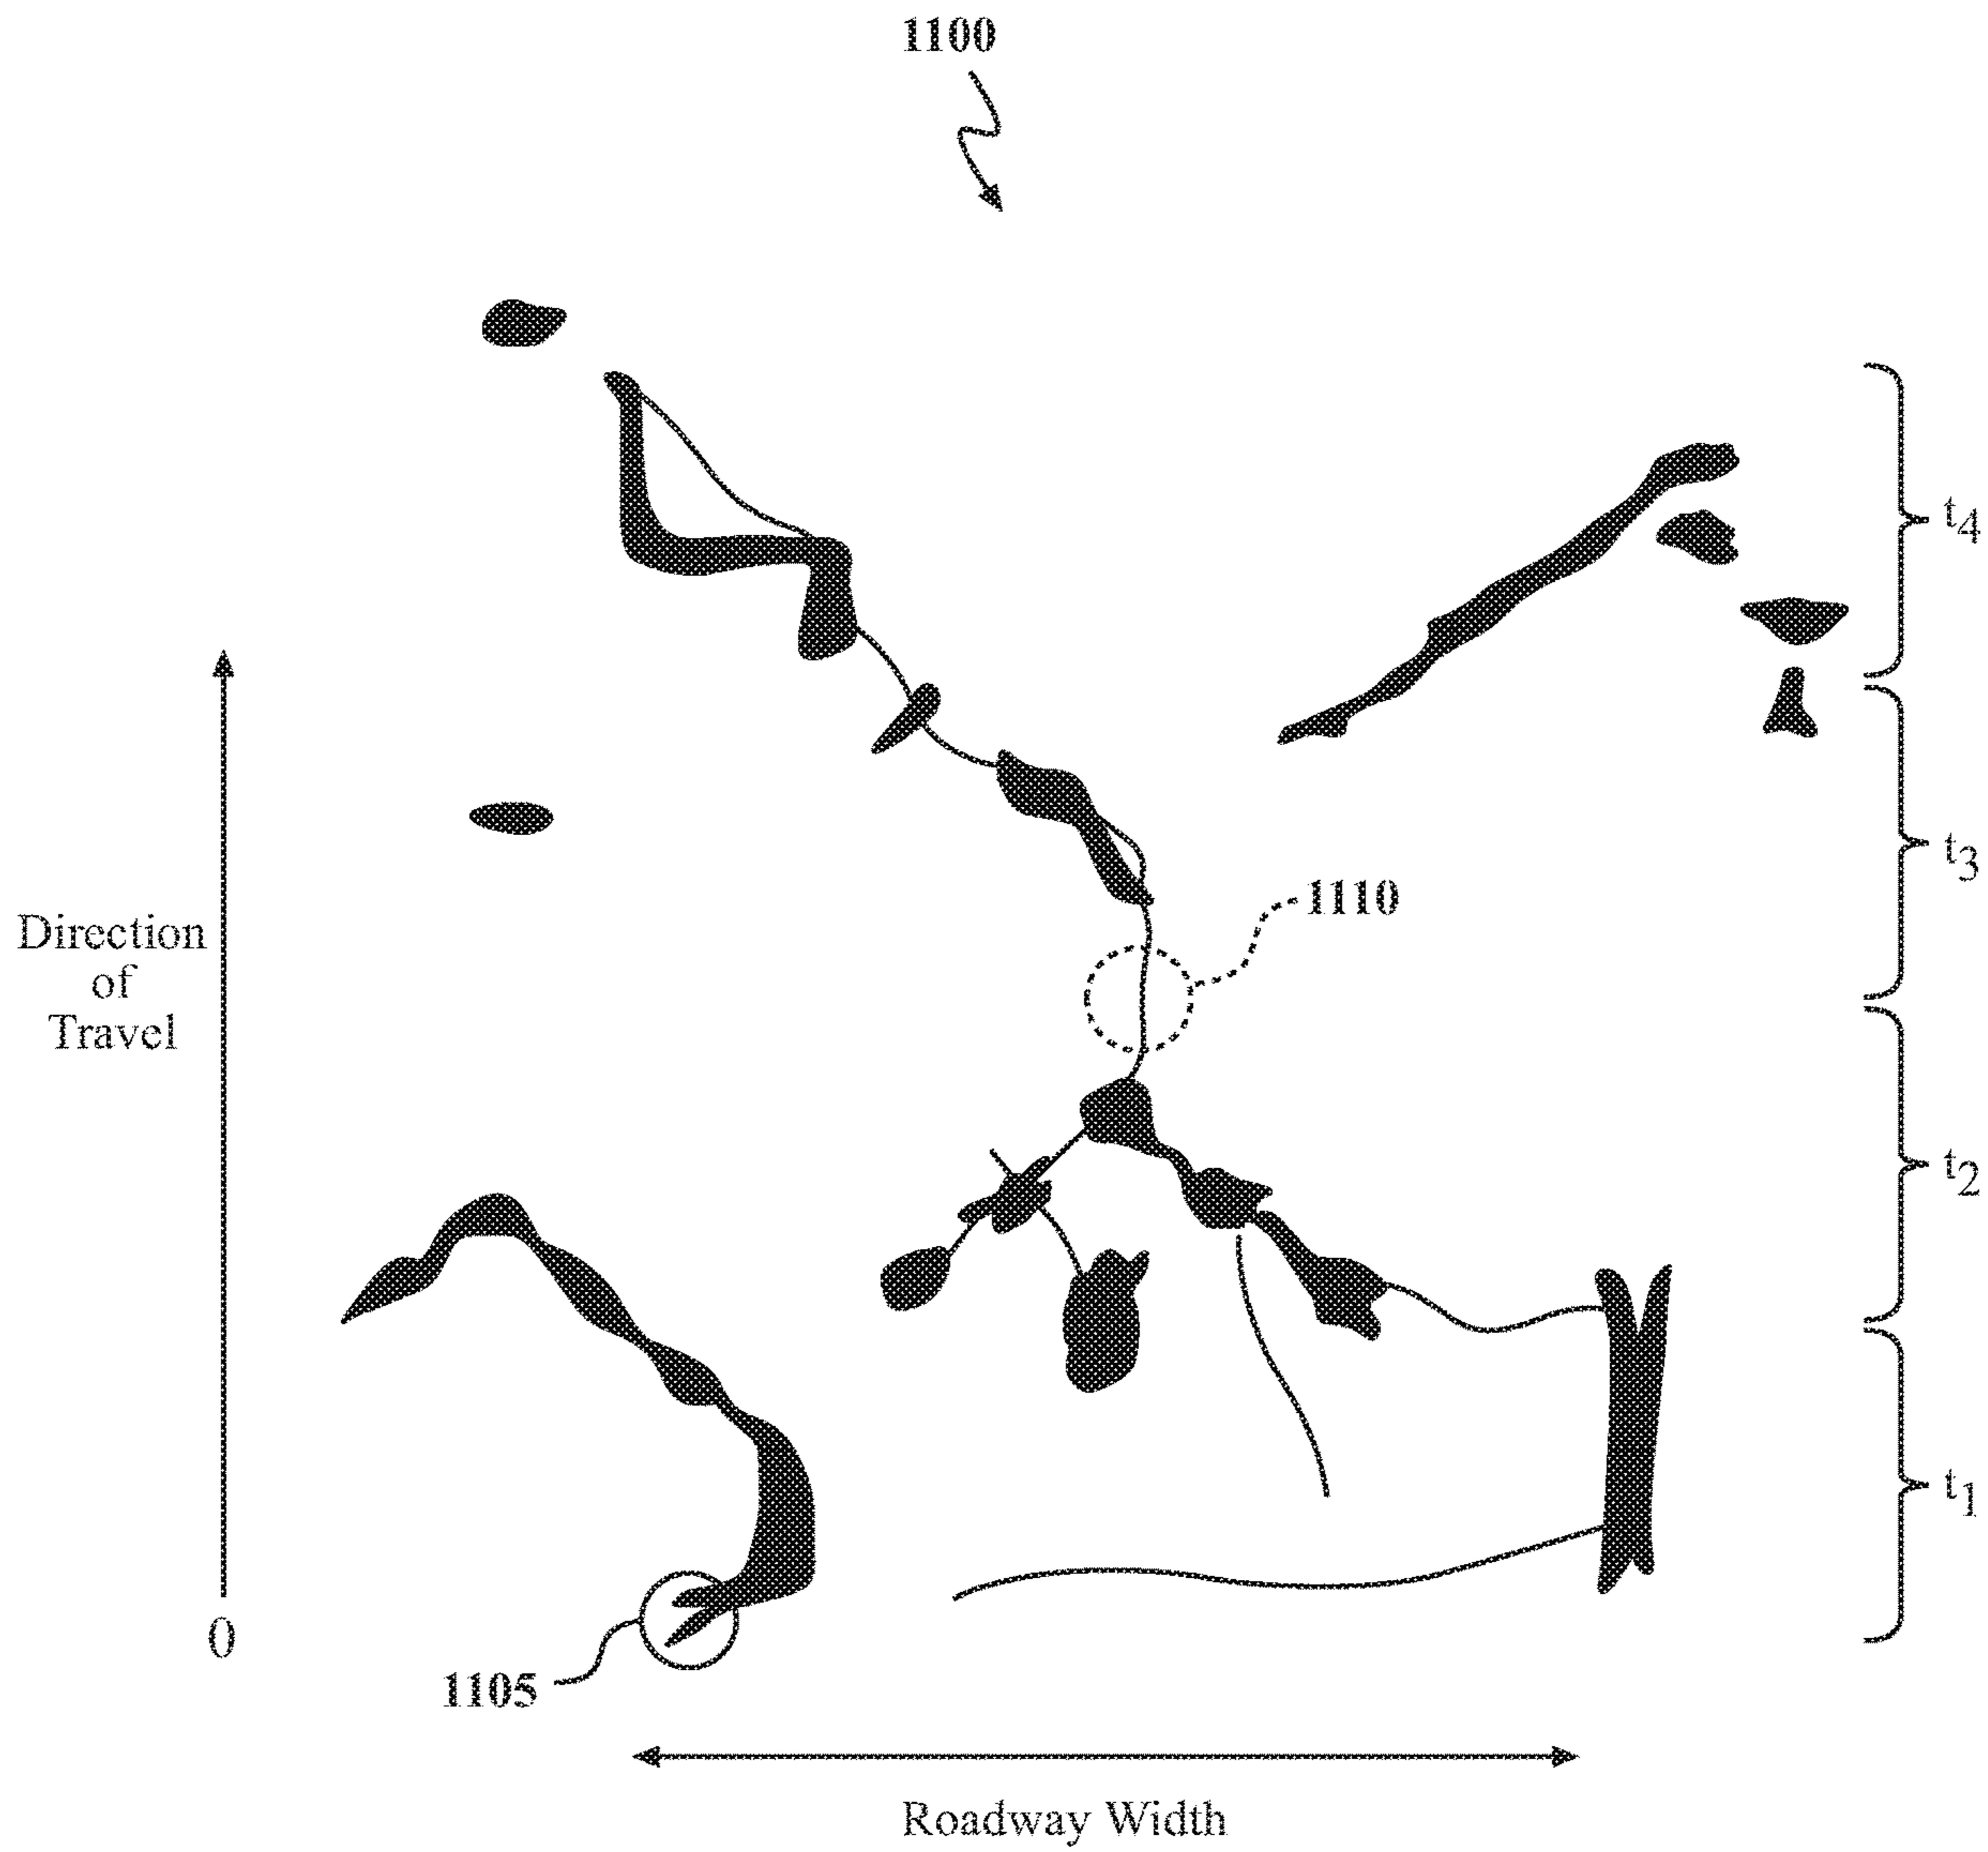 1100
t4
t3
1110
Direction
of
Travel
t2
t1
0
1105
Roadway Width